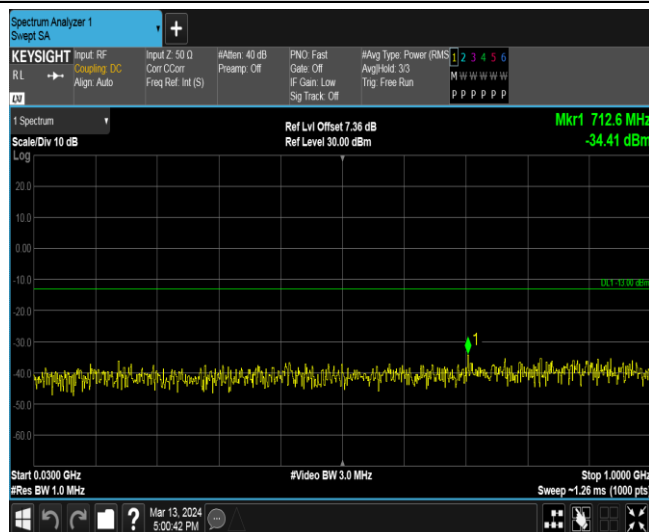 Spectrum Analyzer 1
Swept SA
+
KEYSIGHT
RL
Input: RF
Coupling: DC
Align: Auto
Input Z: 50 Ω
Corr CCorr
Freq Ref: Int (S)
#Atten: 40 dB
Preamp: Off
PNO: Fast
Gate: Off
IF Gain: Low
Sig Track: Off
#Avg Type: Power (RMS
Avg|Hold: 3/3
Trig: Free Run
1 2 3 4 5 6
M W W W W W
P P P P P P
LXI
1 Spectrum
Scale/Div 10 dB
Log
Ref Lvl Offset 7.36 dB
Ref Level 30.00 dBm
Mkr1 712.6 MHz
-34.41 dBm
20.0
10.0
0.00
-10.0
DL1 -13.00 dBm
-20.0
-30.0
1
-40.0
-50.0
-60.0
Start 0.0300 GHz
#Res BW 1.0 MHz
#Video BW 3.0 MHz
Stop 1.0000 GHz
Sweep ~1.26 ms (1000 pts)
?
Mar 13, 2024
5:00:42 PM